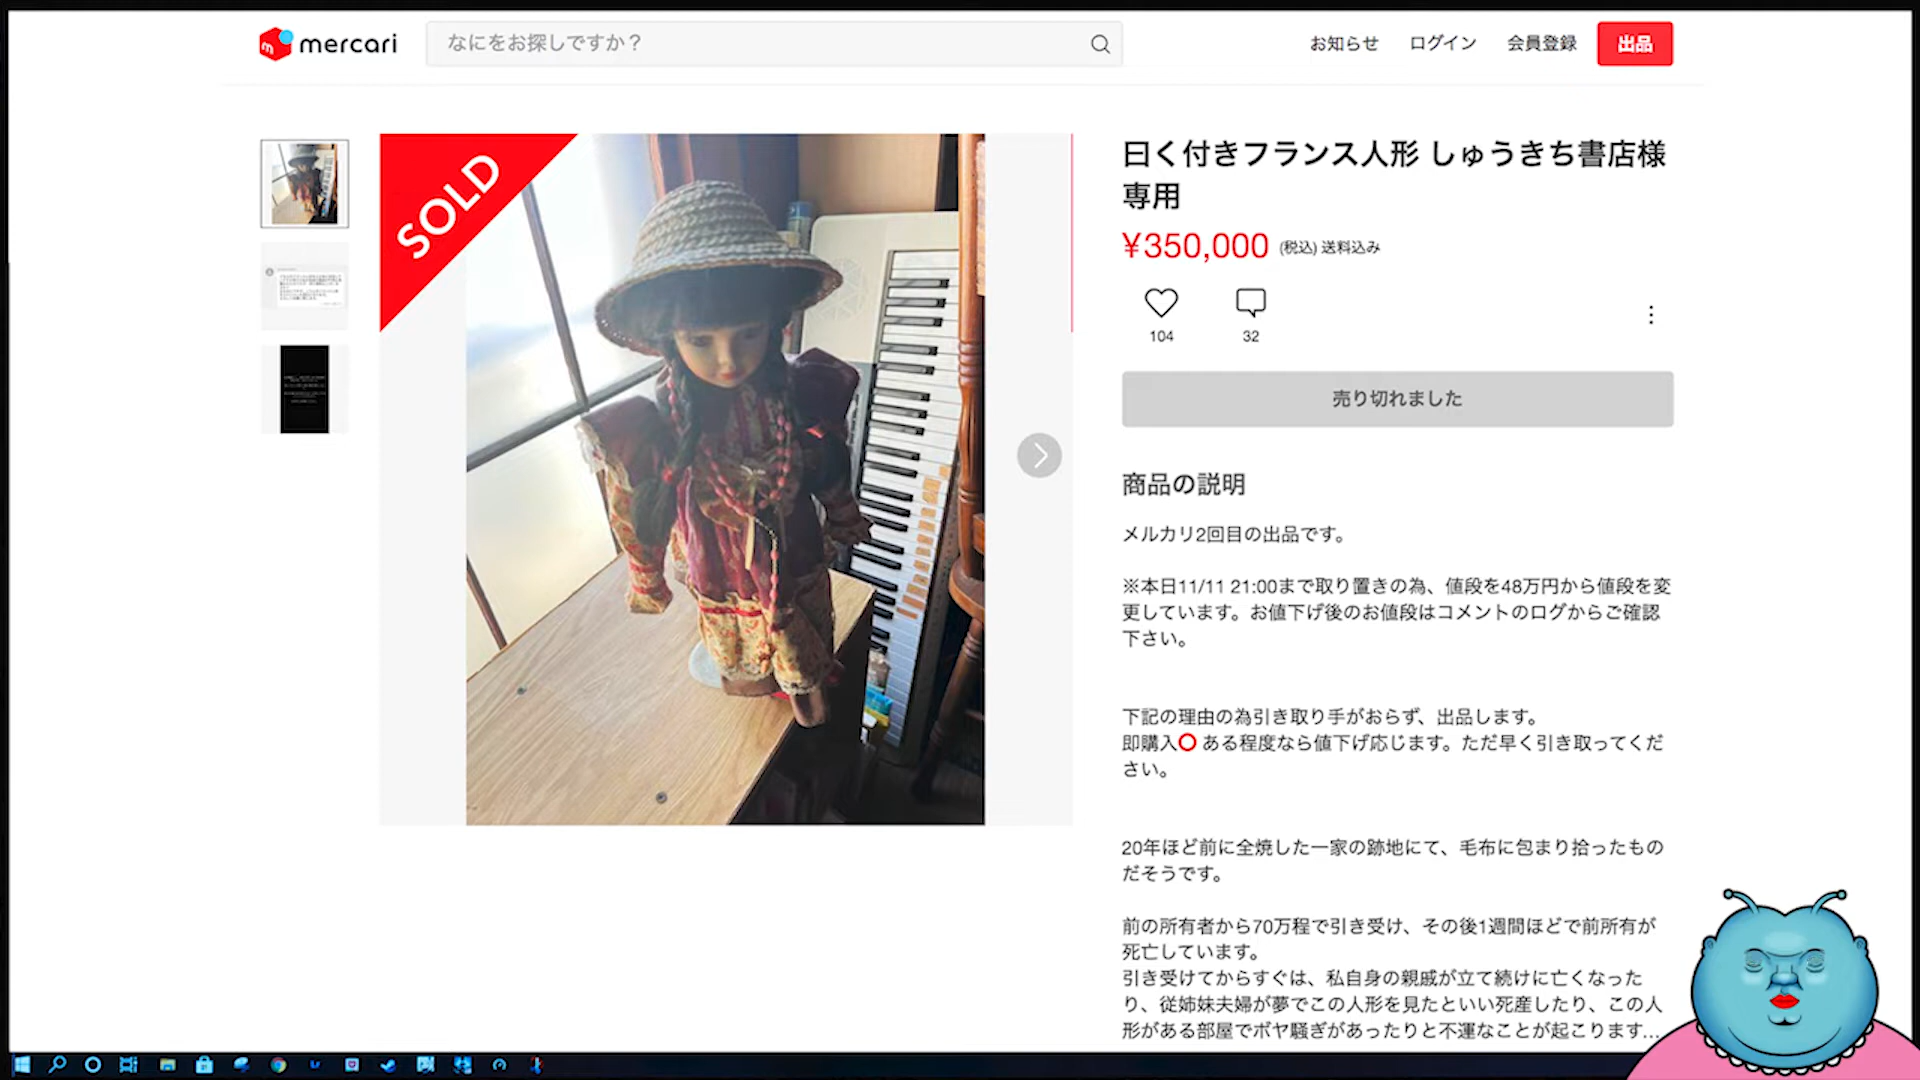 mercari
なにをお探しですか？
お知らせ
ログイン
会員登録
出品
SOLD
曰く付きフランス人形 しゅうきち書店様
専用
¥350,000 (税込) 送料込み
104
32
売り切れました
商品の説明
メルカリ2回目の出品です。
※本日11/11 21:00まで取り置きの為、値段を48万円から値段を変
更しています。お値下げ後のお値段はコメントのログからご確認
下さい。
下記の理由の為引き取り手がおらず、出品します。
即購入⭕ ある程度なら値下げ応じます。ただ早く引き取ってくだ
さい。
20年ほど前に全焼した一家の跡地にて、毛布に包まり拾ったもの
だそうです。
前の所有者から70万程で引き受け、その後1週間ほどで前所有が
死亡しています。
引き受けてからすぐは、私自身の親戚が立て続けに亡くなった
り、従姉妹夫婦が夢でこの人形を見たといい死産したり、この人
形がある部屋でボヤ騒ぎがあったりと不運なことが起こります...